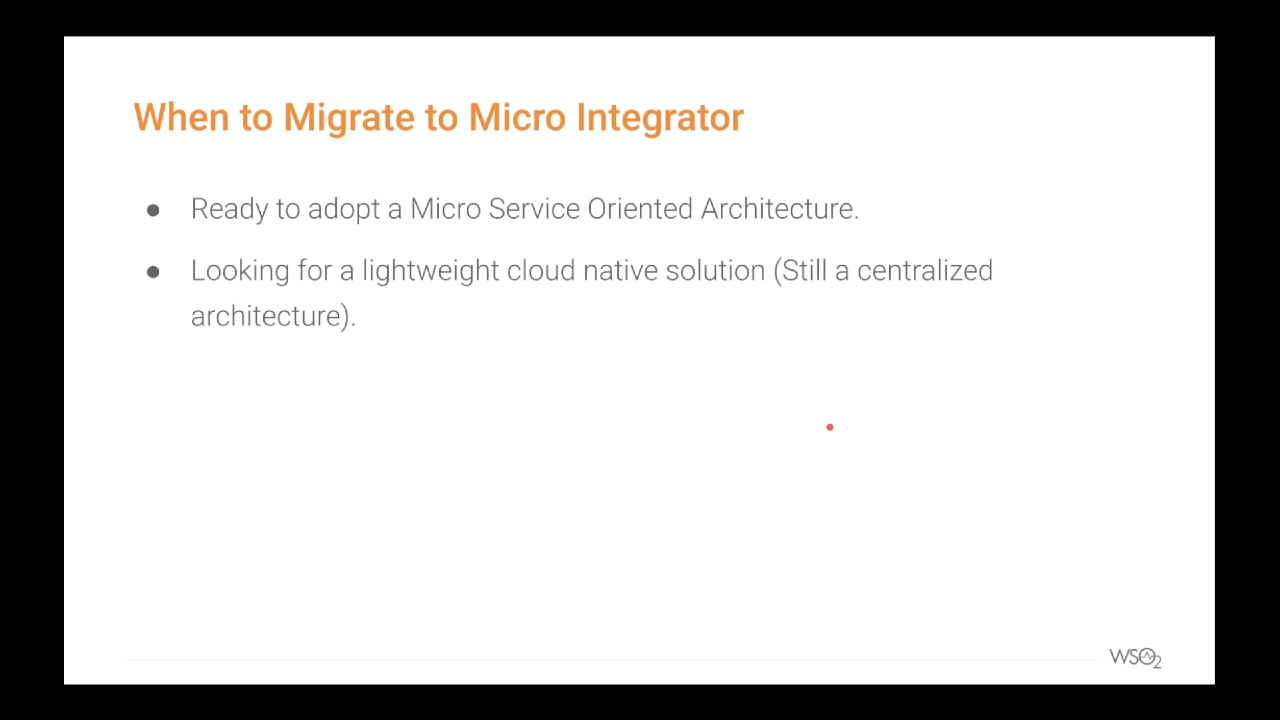 When to Migrate to Micro Integrator
● Ready to adopt a Micro Service Oriented Architecture.
● Looking for a lightweight cloud native solution (Still a centralized
architecture).
WSO2